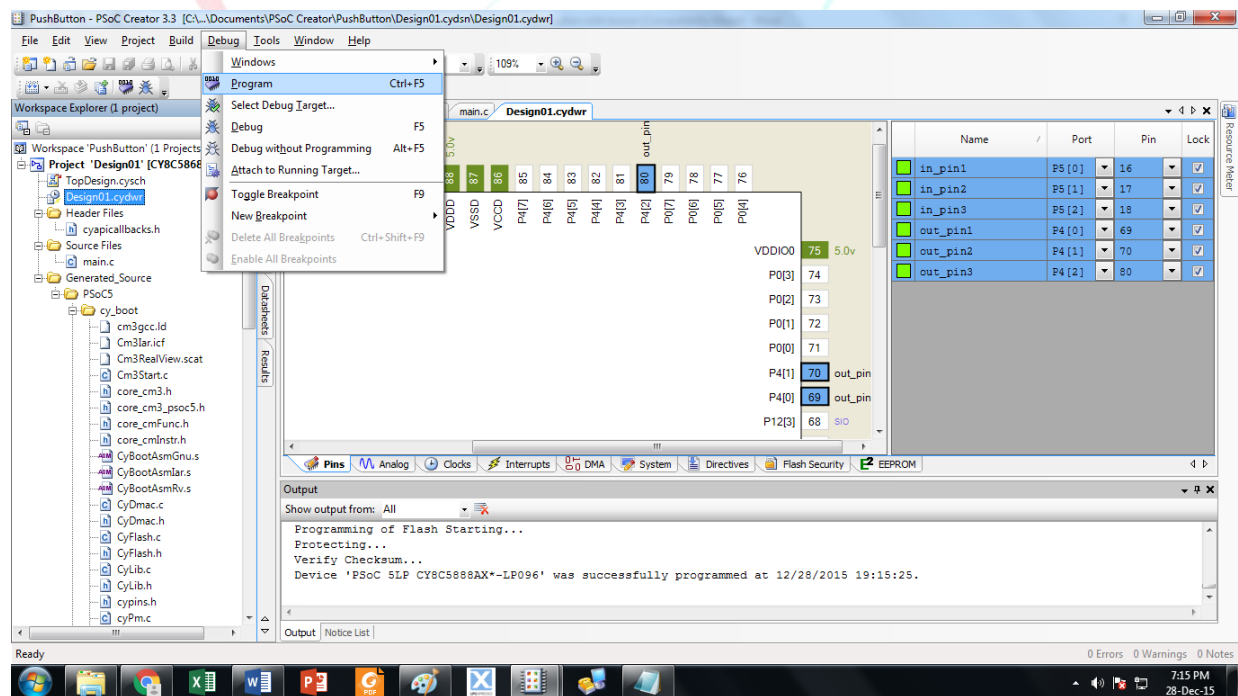 PushButton - PSoC Creator 3.3 [C:\...\Documents\PSoC Creator\PushButton\Design01.cydsn\Design01.cydwr]
File Edit View Project Build Debug Tools Window Help
109%
Windows
Program Ctrl+F5
Select Debug Target...
Debug F5
Debug without Programming Alt+F5
Attach to Running Target...
Toggle Breakpoint F9
New Breakpoint
Delete All Breakpoints Ctrl+Shift+F9
Enable All Breakpoints
Workspace Explorer (1 project)
Workspace 'PushButton' (1 Projects
Project 'Design01' [CY8C5868
TopDesign.cysch
Design01.cydwr
Header Files
cyapicallbacks.h
Source Files
main.c
Generated_Source
PSoC5
cy_boot
cm3gcc.ld
Cm3Iar.icf
Cm3RealView.scat
Cm3Start.c
core_cm3.h
core_cm3_psoc5.h
core_cmFunc.h
core_cmInstr.h
CyBootAsmGnu.s
CyBootAsmIar.s
CyBootAsmRv.s
CyDmac.c
CyDmac.h
CyFlash.c
CyFlash.h
CyLib.c
CyLib.h
cypins.h
cyPm.c
Datasheets
Results
main.c Design01.cydwr
5.0v
out_pin
88 87 86 85 84 83 82 81 80 79 78 77 76
VDDD VSSD VCCD P4[7] P4[6] P4[5] P4[4] P4[3] P4[2] P0[7] P0[6] P0[5] P0[4]
VDDIO0 75 5.0v
P0[3] 74
P0[2] 73
P0[1] 72
P0[0] 71
P4[1] 70 out_pin
P4[0] 69 out_pin
P12[3] 68 SIO
Name / Port Pin Lock
in_pin1 P5[0] 16
in_pin2 P5[1] 17
in_pin3 P5[2] 18
out_pin1 P4[0] 69
out_pin2 P4[1] 70
out_pin3 P4[2] 80
Resource Meter
Pins Analog Clocks Interrupts DMA System Directives Flash Security EEPROM
Output
Show output from: All
Programming of Flash Starting...
Protecting...
Verify Checksum...
Device 'PSoC 5LP CY8C5888AX*-LP096' was successfully programmed at 12/28/2015 19:15:25.
Output Notice List
Ready
0 Errors 0 Warnings 0 Notes
7:15 PM
28-Dec-15